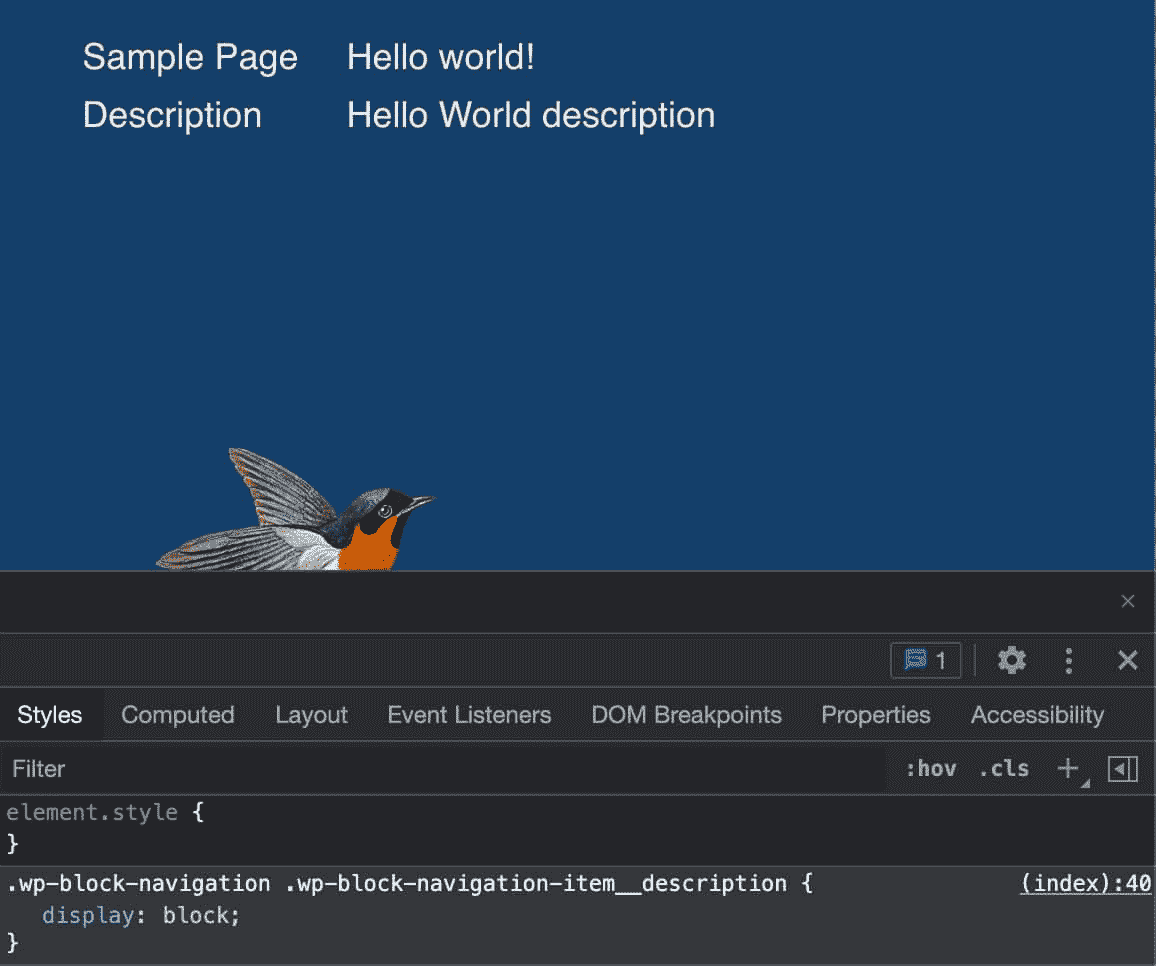 Sample Page Hello world!
Description Hello World description
1
Styles Computed Layout Event Listeners DOM Breakpoints Properties Accessibility
Filter :hov .cls
element.style {
}
.wp-block-navigation .wp-block-navigation-item__description { (index):40
display: block;
}